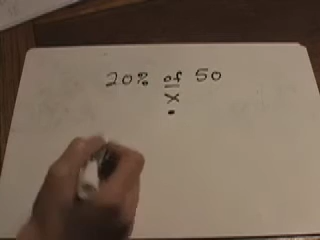 20% of 50
=
X
.